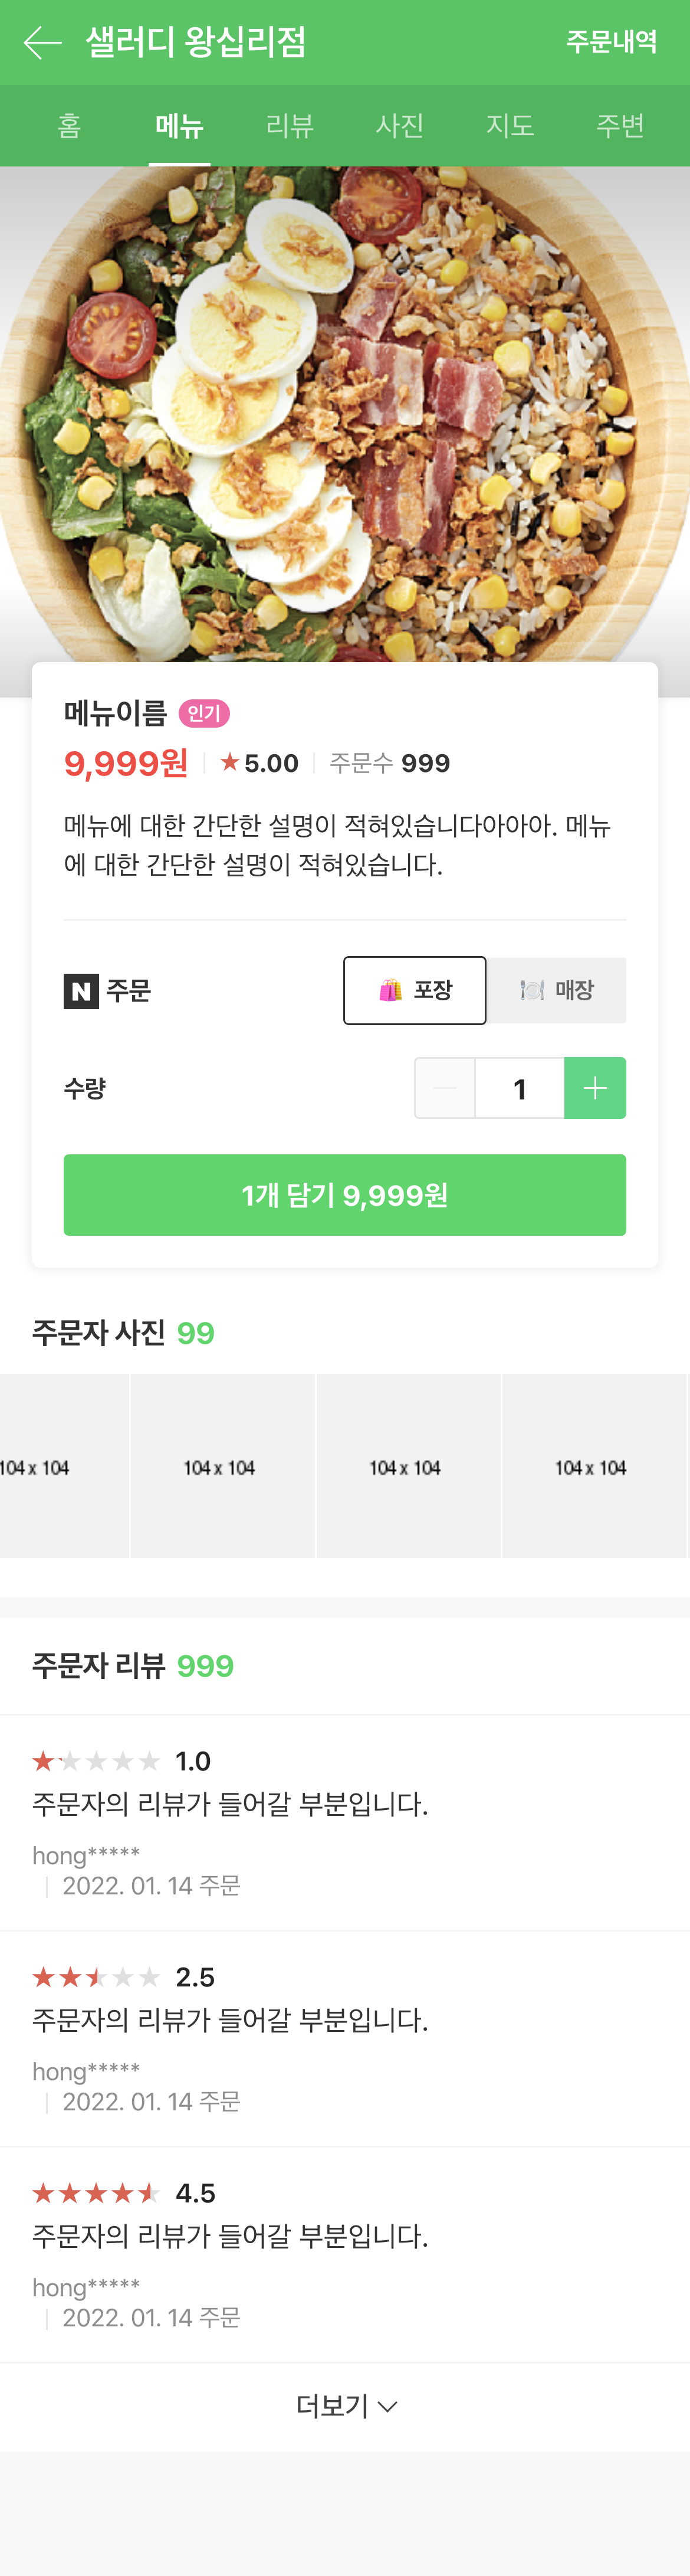 샐러디 왕십리점 주문내역
홈 메뉴 리뷰 사진 지도 주변
메뉴이름 인기
9,999원 ★ 5.00 주문수 999
메뉴에 대한 간단한 설명이 적혀있습니다아아아. 메뉴
에 대한 간단한 설명이 적혀있습니다.
N 주문 포장 매장
수량 1
1개 담기 9,999원
주문자 사진 99
104 x 104 104 x 104 104 x 104 104 x 104
주문자 리뷰 999
1.0
주문자의 리뷰가 들어갈 부분입니다.
hong*****
2022. 01. 14 주문
2.5
주문자의 리뷰가 들어갈 부분입니다.
hong*****
2022. 01. 14 주문
4.5
주문자의 리뷰가 들어갈 부분입니다.
hong*****
2022. 01. 14 주문
더보기